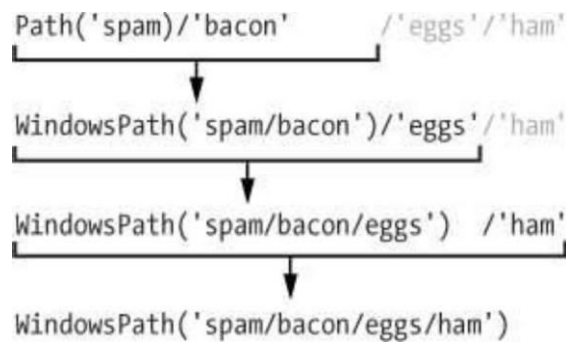 Path('spam)/'bacon' /'eggs'/'ham'
WindowsPath('spam/bacon')/'eggs'/'ham'
WindowsPath('spam/bacon/eggs') /'ham'
WindowsPath('spam/bacon/eggs/ham')